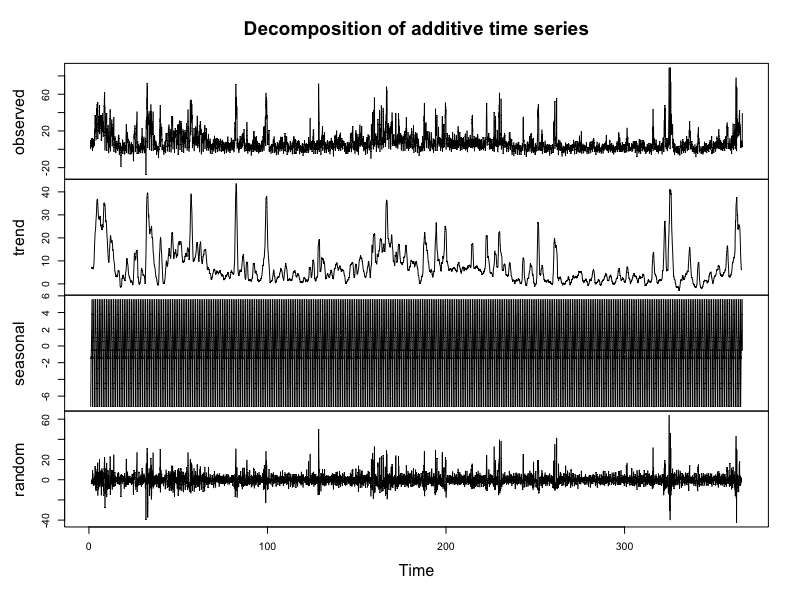 Decomposition of additive time series
observed
-20 20 60
trend
0 10 20 30 40
seasonal
-6 -2 0 2 4 6
random
-40 0 20 60
0 100 200 300
Time